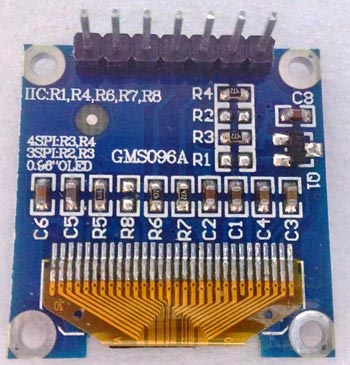 IIC:R1,R4,R6,R7,R8
4SPI:R3,R4
3SPI:R2,R3
0.96"OLED
GMS096A
R4
R2
R3
R1
C8
Q1
C6
C5
R5
R8
R6
R7
C2
C1
C4
C3
30